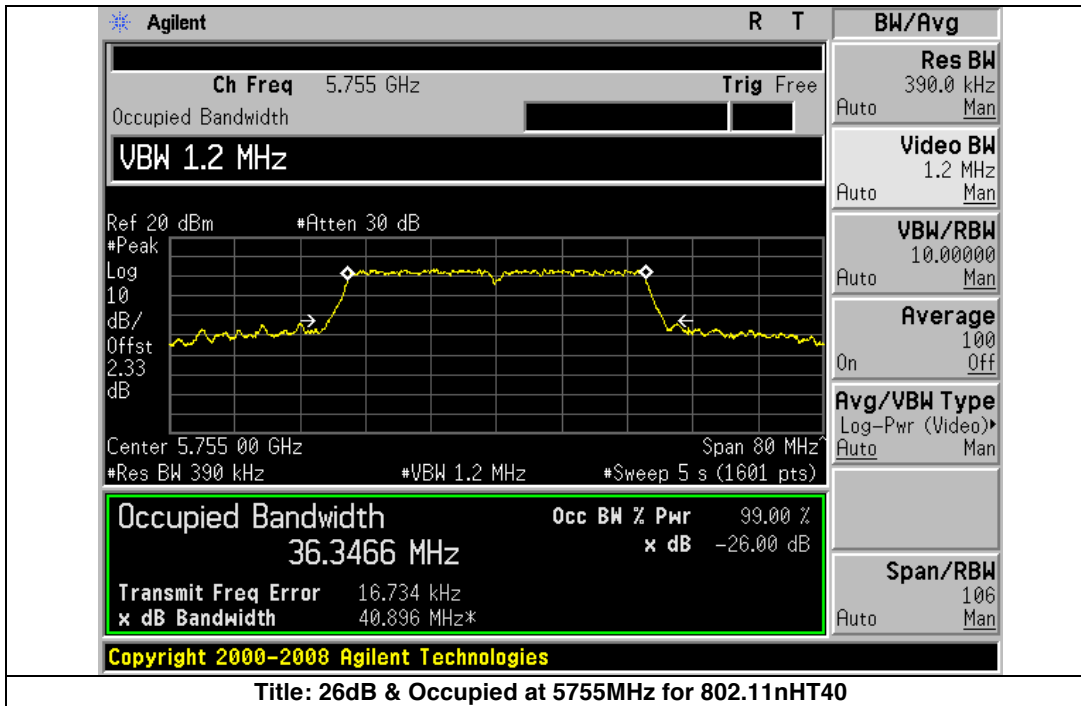 Agilent R T
Ch Freq 5.755 GHz Trig Free
Occupied Bandwidth
VBW 1.2 MHz
Ref 20 dBm #Atten 30 dB
#Peak
Log
10
dB/
Offst
2.33
dB
Center 5.755 00 GHz Span 80 MHz^
#Res BW 390 kHz #VBW 1.2 MHz #Sweep 5 s (1601 pts)
Occupied Bandwidth Occ BW % Pwr 99.00 %
36.3466 MHz x dB -26.00 dB
Transmit Freq Error 16.734 kHz
x dB Bandwidth 40.896 MHz*
Copyright 2000-2008 Agilent Technologies
BW/Avg
Res BW
390.0 kHz
Auto Man
Video BW
1.2 MHz
Auto Man
VBW/RBW
10.00000
Auto Man
Average
100
On Off
Avg/VBW Type
Log-Pwr (Video)▸
Auto Man
Span/RBW
106
Auto Man
Title: 26dB & Occupied at 5755MHz for 802.11nHT40